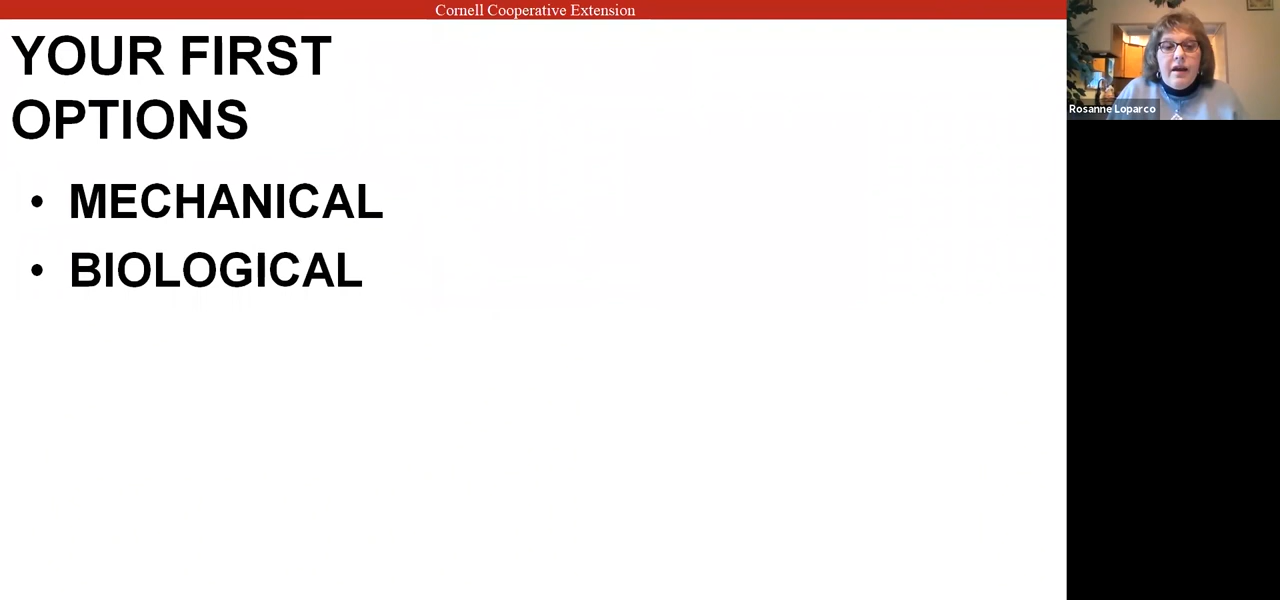 Cornell Cooperative Extension
YOUR FIRST
OPTIONS
• MECHANICAL
• BIOLOGICAL
Rosanne Loparco